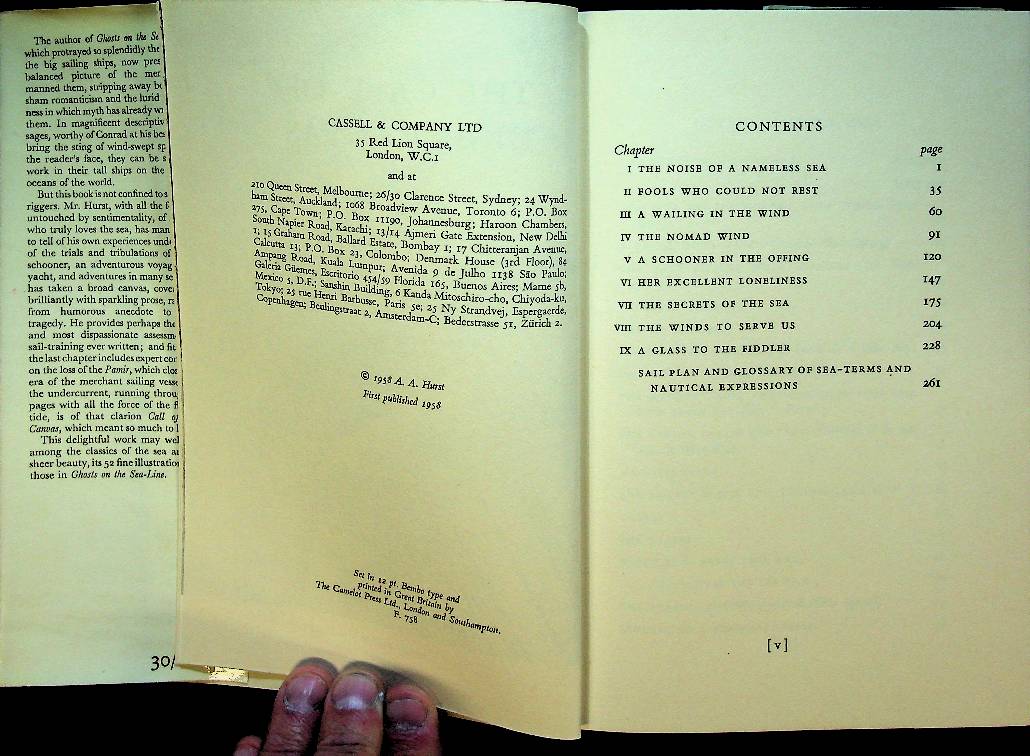 The author of Ghosts on the Se
which protrayed so splendidly the
the big sailing ships, now pres
balanced picture of the mer
manned them, stripping away be
sham romanticism and the lurid
ness in which myth has already wr
them. In magnificent descriptiv
sages, worthy of Conrad at his bes
bring the sting of wind-swept sp
the reader's face, they can be s
work in their tall ships on the
oceans of the world.
But this book is not confined to s
riggers. Mr. Hurst, with all the f
untouched by sentimentality, of
who truly loves the sea, has man
to tell of his own experiences unde
of the trials and tribulations of
schooner, an adventurous voyag
yacht, and adventures in many se
has taken a broad canvas, cove
brilliantly with sparkling prose, r
from humorous anecdote to
tragedy. He provides perhaps the
and most dispassionate assessm
sail-training ever written; and fit
the last chapter includes expert cor
on the loss of the Pamir, which clos
era of the merchant sailing vesse
the undercurrent, running throu
pages with all the force of the fl
tide, is of that clarion Call of
Canvas, which meant so much to
This delightful work may wel
among the classics of the sea an
sheer beauty, its 52 fine illustration
those in Ghosts on the Sea-Line.
30/
CASSELL & COMPANY LTD
35 Red Lion Square,
London, W.C.1
and at
210 Queen Street, Melbourne; 26/30 Clarence Street, Sydney; 24 Wynd-
ham Street, Auckland; 1068 Broadview Avenue, Toronto 6; P.O. Box
275, Cape Town; P.O. Box 11190, Johannesburg; Haroon Chambers,
South Napier Road, Karachi; 13/14 Ajmeri Gate Extension, New Delhi
1; 15 Graham Road, Ballard Estate, Bombay 1; 17 Chitteranjan Avenue,
Calcutta 13; P.O. Box 23, Colombo; Denmark House (3rd Floor), 84
Ampang Road, Kuala Lumpur; Avenida 9 de Julho 1138 São Paulo;
Galeria Güemes, Escritorio 454/59 Florida 165, Buenos Aires; Marne 5b,
Mexico 5, D.F.; Sanshin Building, 6 Kanda Mitoschiro-cho, Chiyoda-ku,
Tokyo; 25 rue Henri Barbusse, Paris 5e; 25 Ny Strandvej, Espergaerde,
Copenhagen; Beulingstraat 2, Amsterdam-C; Bederstrasse 51, Zürich 2.
© 1958 A. A. Hurst
First published 1958
Set in 12 pt. Bembo type and
printed in Great Britain by
The Camelot Press Ltd., London and Southampton.
F. 758
CONTENTS
Chapter page
I THE NOISE OF A NAMELESS SEA 1
II FOOLS WHO COULD NOT REST 35
III A WAILING IN THE WIND 60
IV THE NOMAD WIND 91
V A SCHOONER IN THE OFFING 120
VI HER EXCELLENT LONELINESS 147
VII THE SECRETS OF THE SEA 175
VIII THE WINDS TO SERVE US 204
IX A GLASS TO THE FIDDLER 228
SAIL PLAN AND GLOSSARY OF SEA-TERMS AND
NAUTICAL EXPRESSIONS 261
[v]